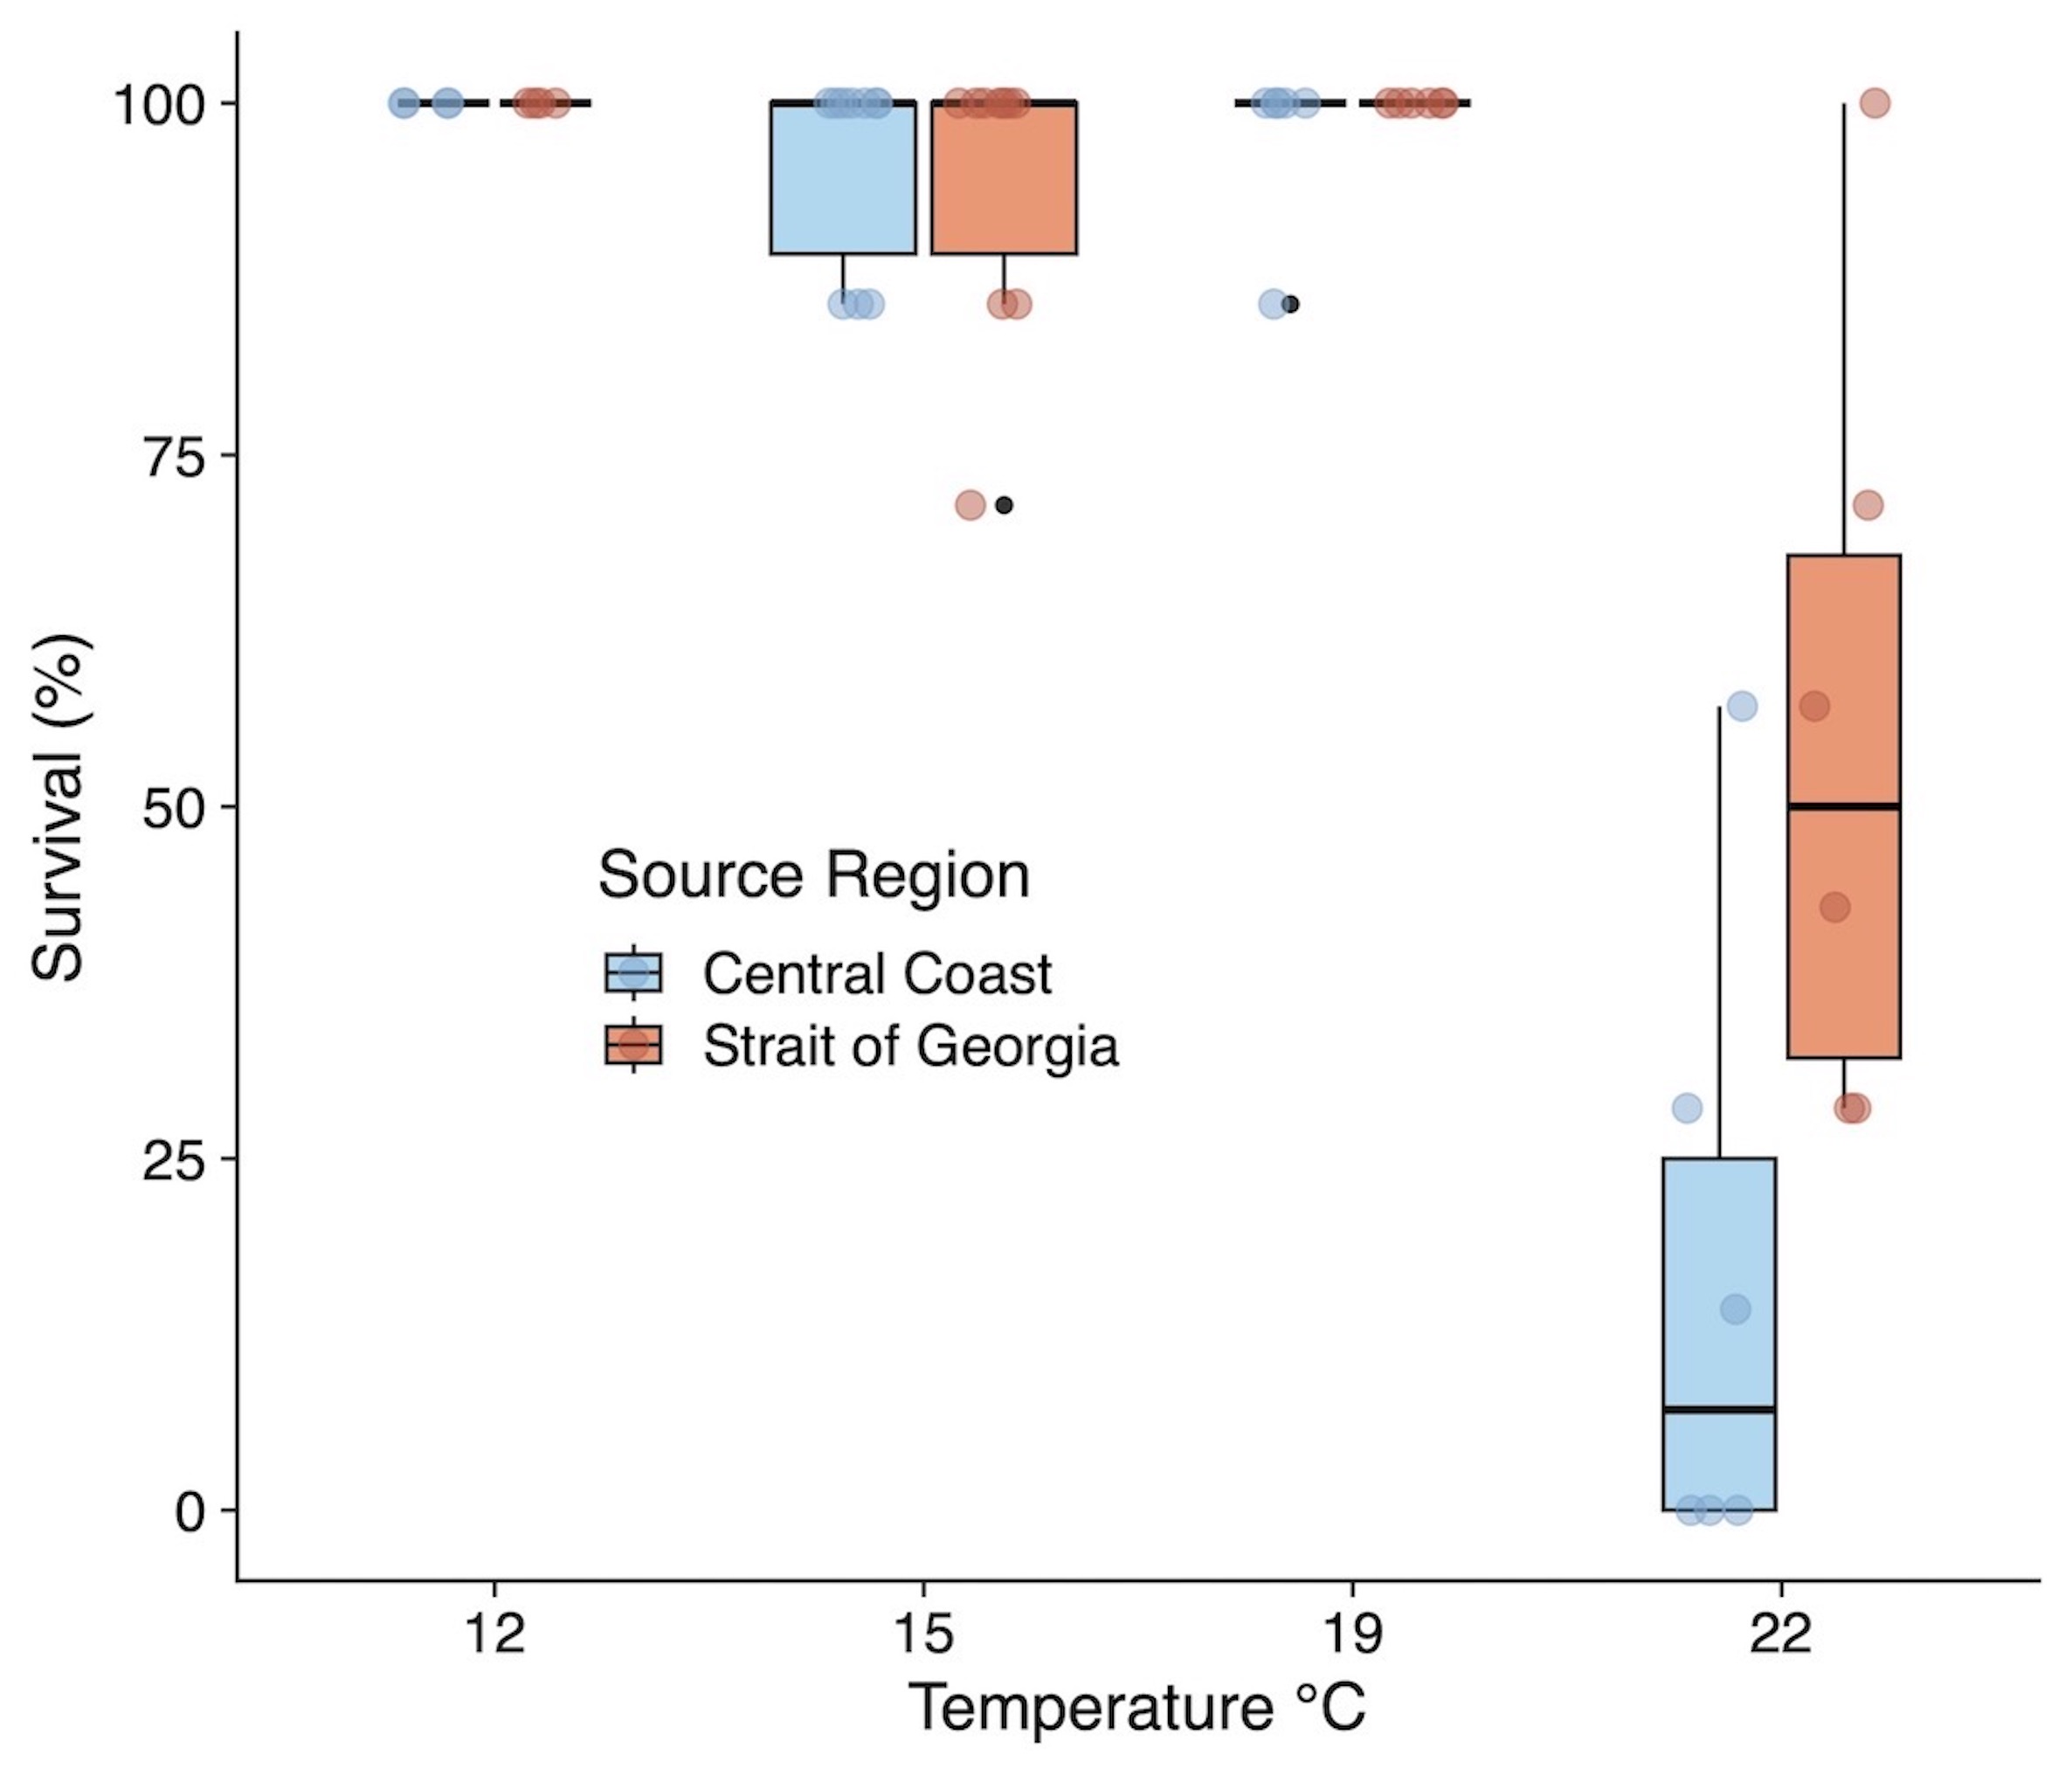 100
75
50
25
0
Survival (%)
Source Region
Central Coast
Strait of Georgia
12 15 19 22
Temperature °C